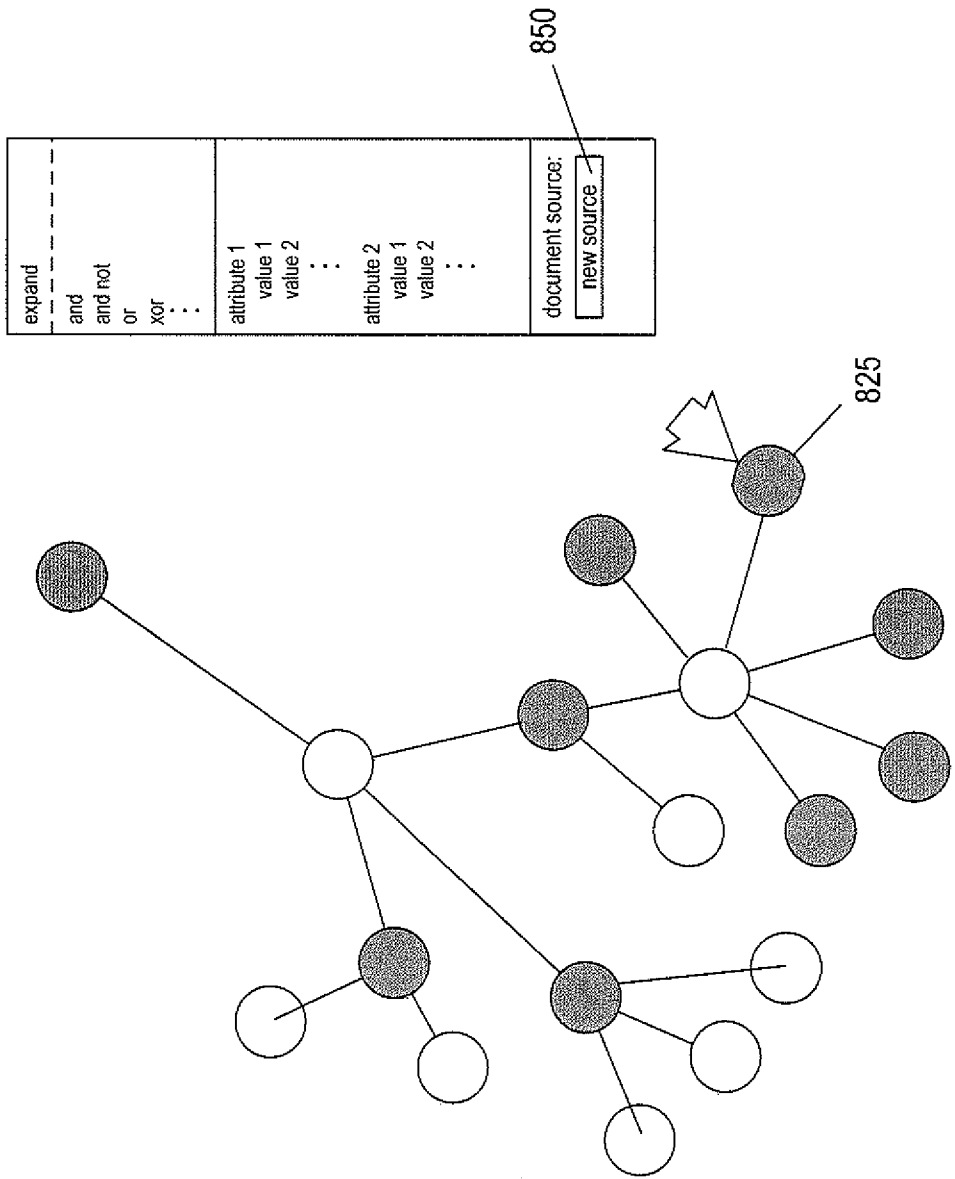 expand
and
and not
or
xor
attribute 1
value 1
value 2
attribute 2
value 1
value 2
document source:
new source
850
825